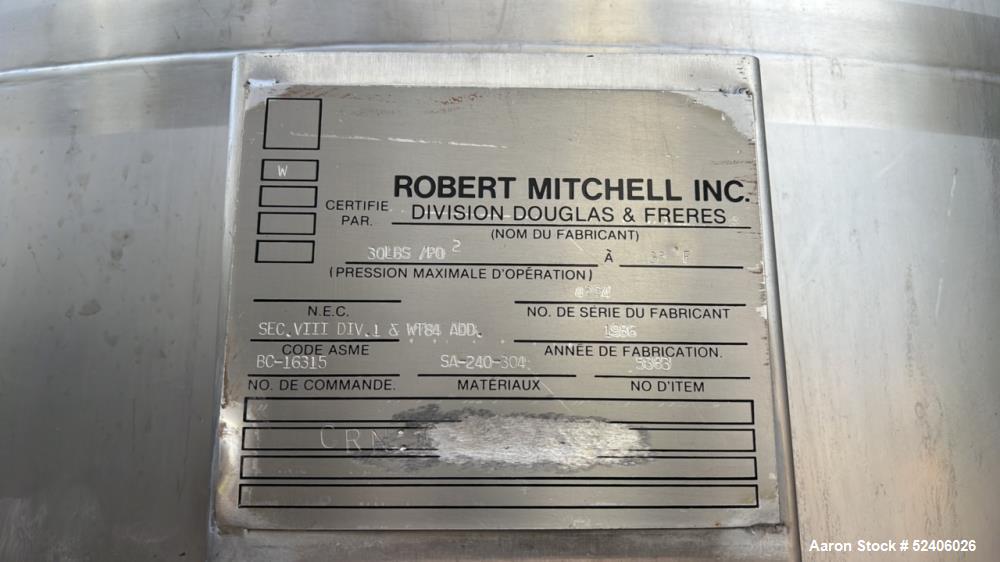 W
ROBERT MITCHELL INC.
CERTIFIE PAR.
DIVISION DOUGLAS & FRERES
(NOM DU FABRICANT)
30LBS /PO 2
À
F
(PRESSION MAXIMALE D'OPÉRATION)
N.E.C.
NO. DE SÉRIE DU FABRICANT
SEC.VIII DIV.1 & WT84 ADD.
1986
CODE ASME
ANNÉE DE FABRICATION.
BC-16315
SA-240-304
5363
NO. DE COMMANDE.
MATÉRIAUX
NO D'ITEM
CRN
Aaron Stock # 52406026